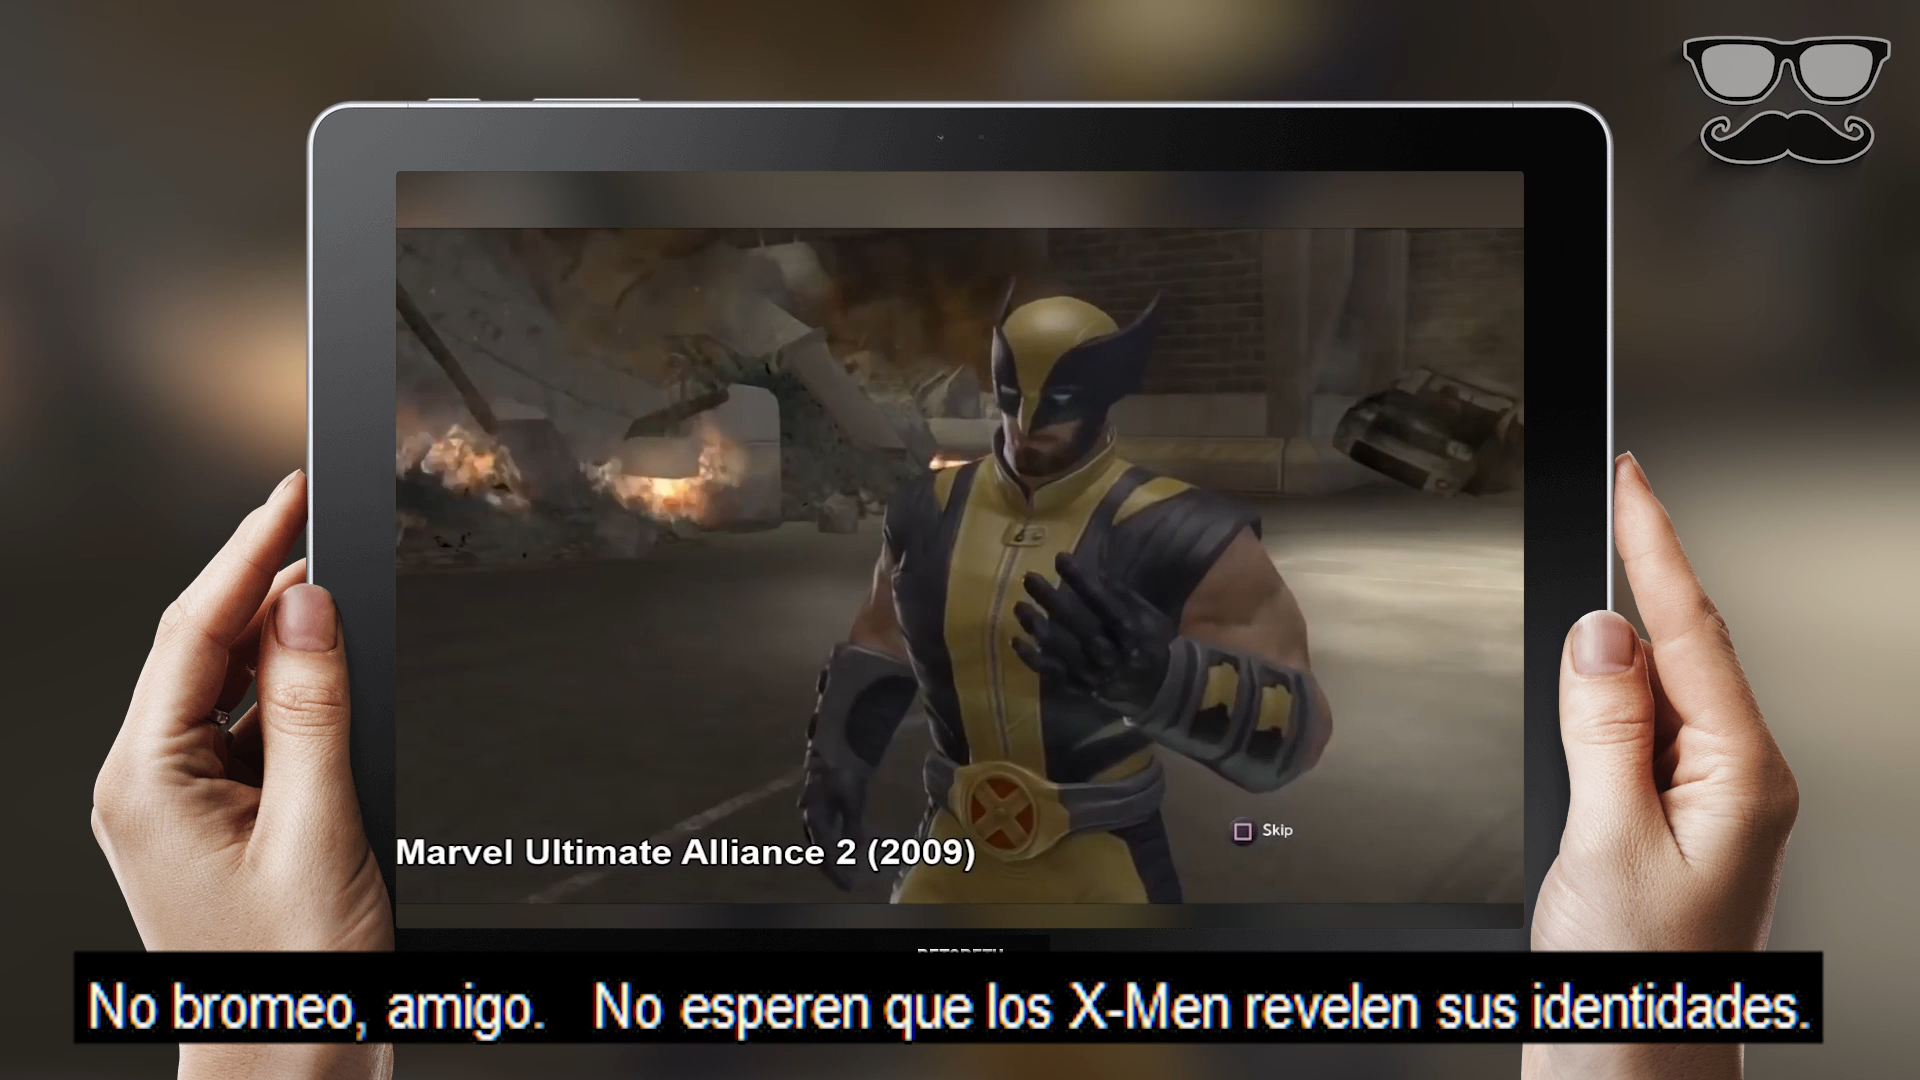 Skip
Marvel Ultimate Alliance 2 (2009)
No bromeo, amigo. No esperen que los X-Men revelen sus identidades.